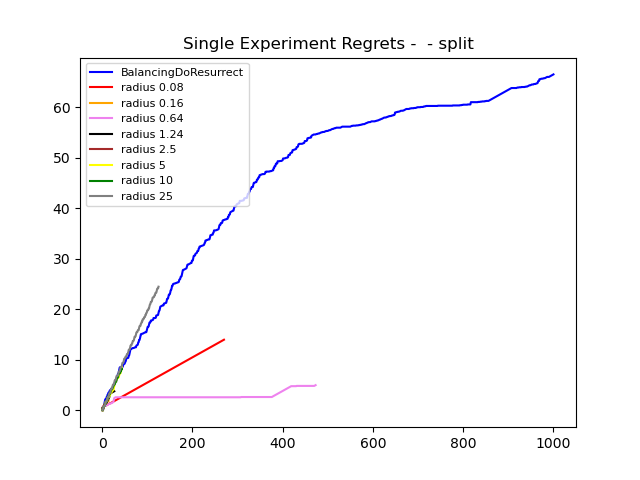 Single Experiment Regrets -  - split
BalancingDoResurrect
radius 0.08
radius 0.16
radius 0.64
radius 1.24
radius 2.5
radius 5
radius 10
radius 25
60
50
40
30
20
10
0
0 200 400 600 800 1000